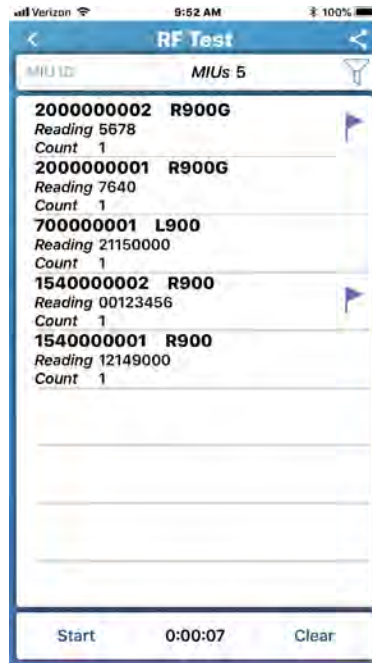 Verizon 9:52 AM 100%
RF Test
MIU ID MIUs 5
2000000002 R900G
Reading 5678
Count 1
2000000001 R900G
Reading 7640
Count 1
700000001 L900
Reading 21150000
Count 1
1540000002 R900
Reading 00123456
Count 1
1540000001 R900
Reading 12149000
Count 1
Start 0:00:07 Clear